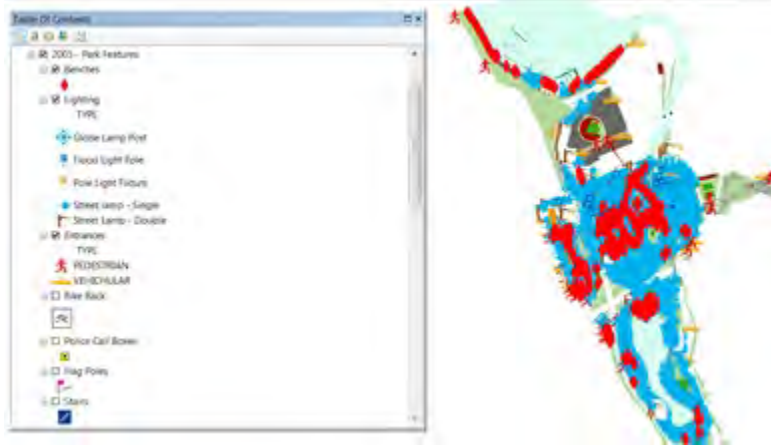 Table Of Contents
2003 - Park Features
Benches
Lighting
TYPE
Globe Lamp Post
Flood Light Pole
Pole Light Fixture
Street lamp - Single
Street Lamp - Double
Entrances
TYPE
PEDESTRIAN
VEHICHULAR
Bike Rack
Police Call Boxes
Flag Poles
Stairs